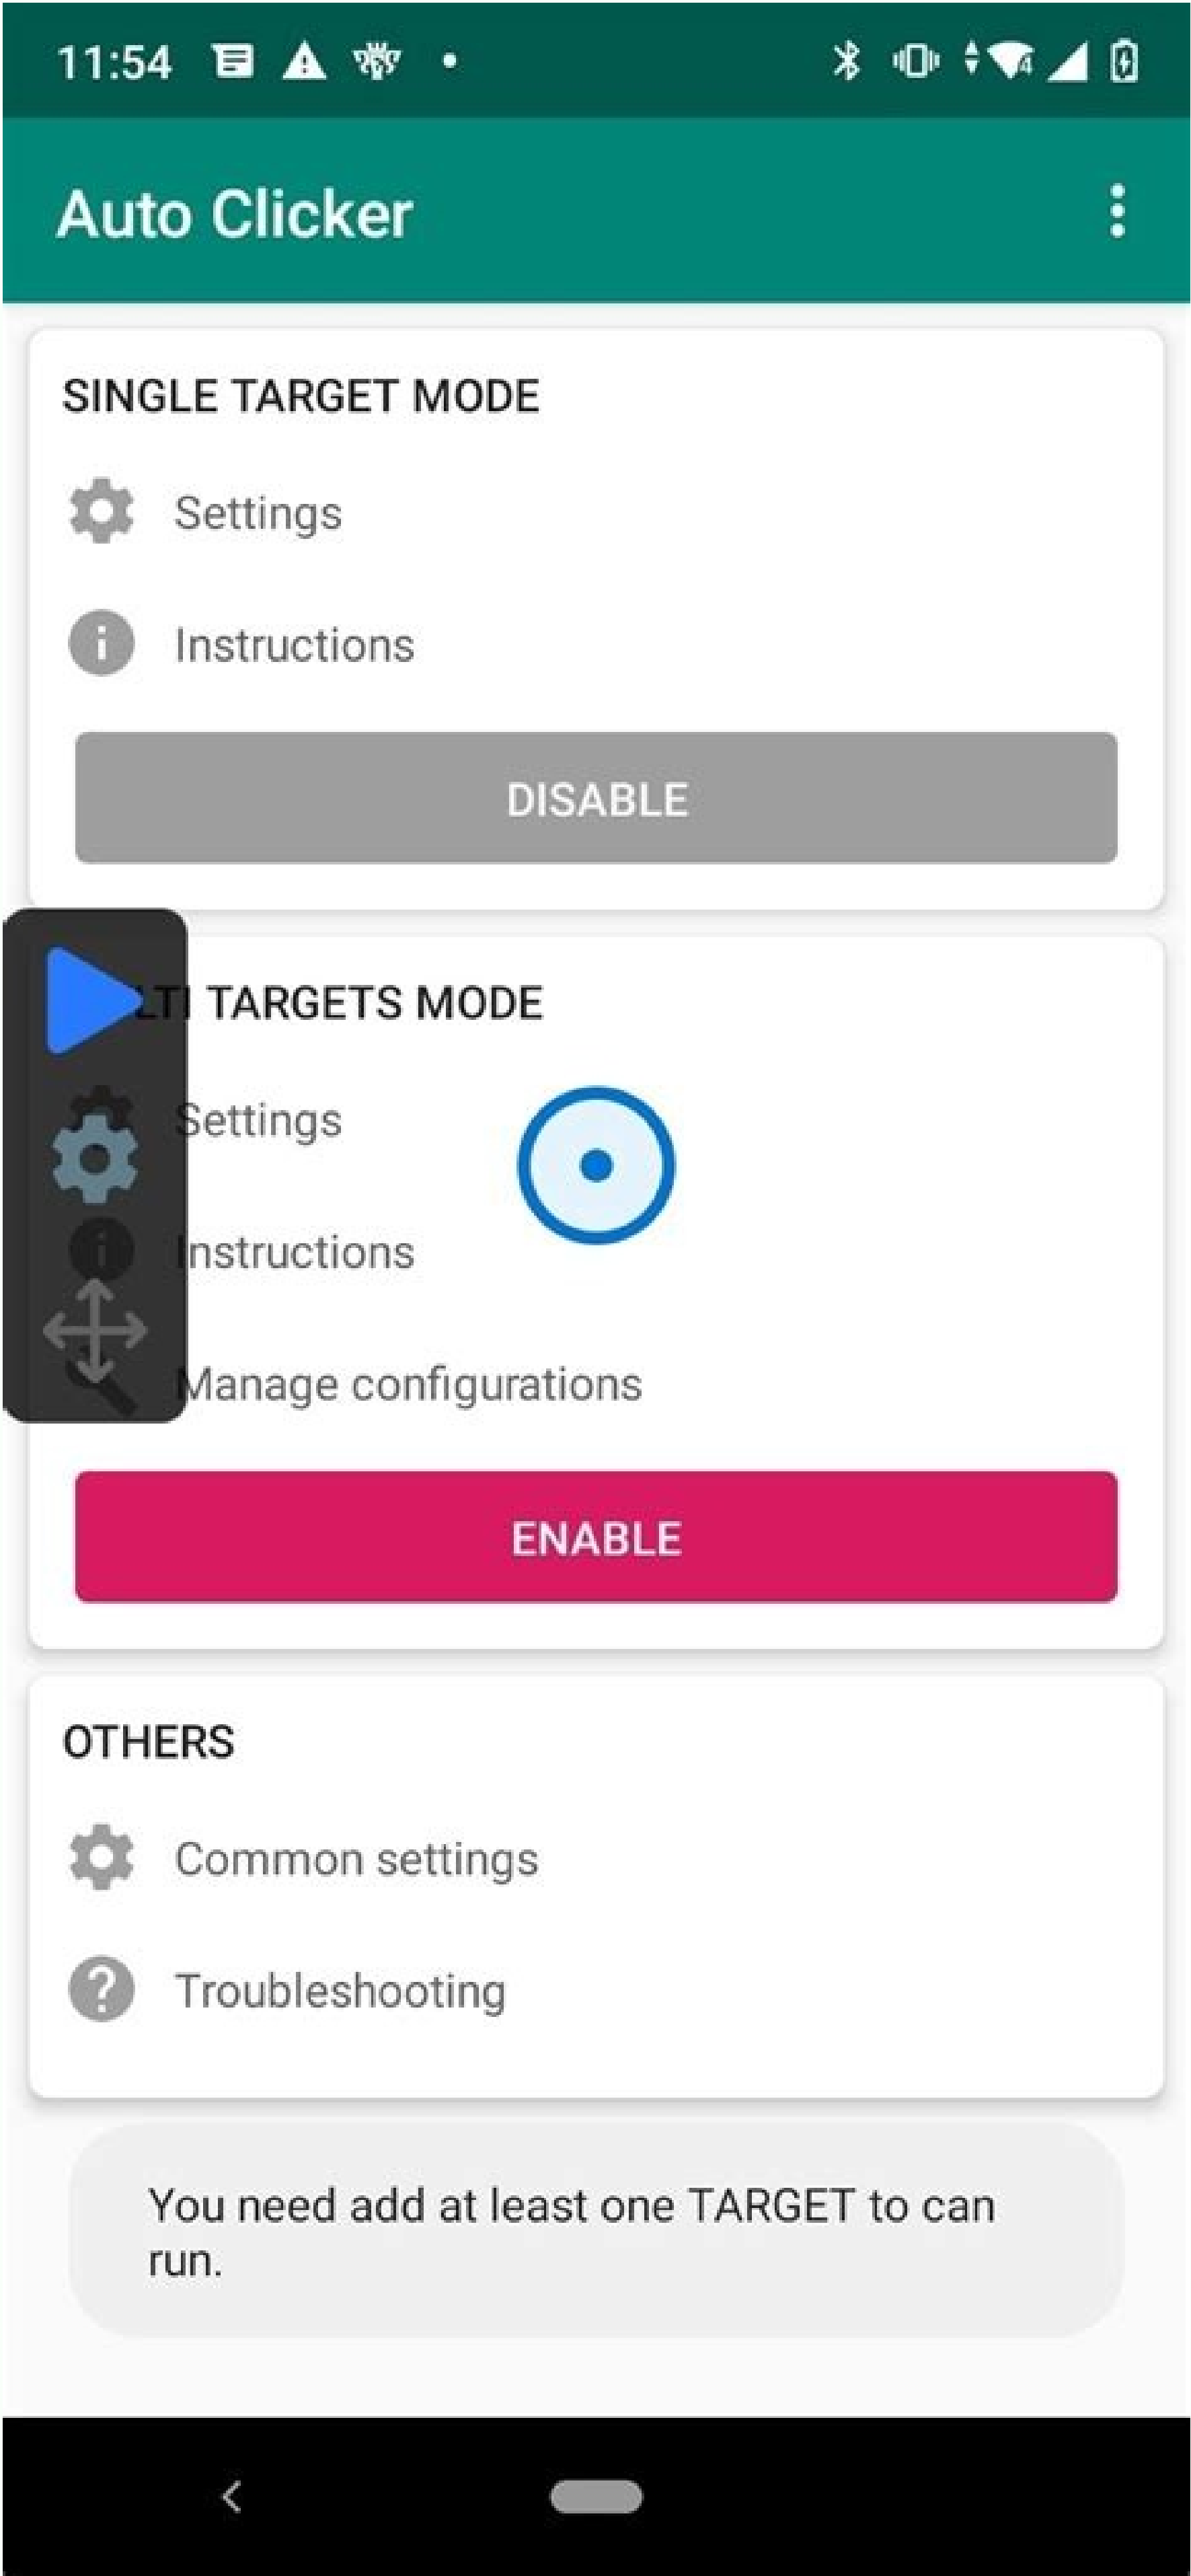 11:54
Auto Clicker
SINGLE TARGET MODE
Settings
Instructions
DISABLE
LTI TARGETS MODE
Settings
Instructions
Manage configurations
ENABLE
OTHERS
Common settings
Troubleshooting
You need add at least one TARGET to can
run.